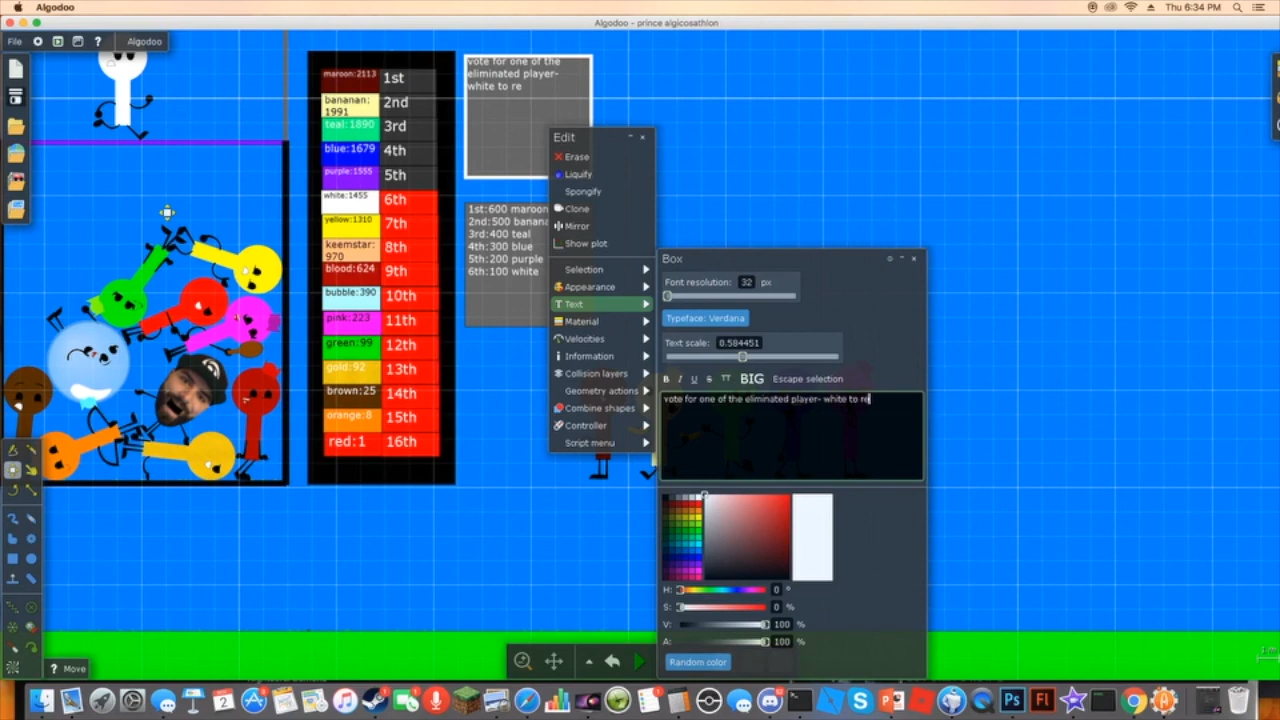 Algodoo
Thu 6:34 PM
Algodoo - prince algicosathlon
File
?
Algodoo
maroon:2113 1st
bananan:
1991 2nd
teal:1890 3rd
blue:1679 4th
purple:1555 5th
white:1455 6th
yellow:1310 7th
keemstar:
970 8th
blood:624 9th
bubble:390 10th
pink:223 11th
green:99 12th
gold:92 13th
brown:25 14th
orange:8 15th
red:1 16th
vote for one of the
eliminated player-
white to re
1st:600 maroon
2nd:500 banana
3rd:400 teal
4th:300 blue
5th:200 purple
6th:100 white
Edit
Erase
Liquify
Spongify
Clone
Mirror
Show plot
Selection
Appearance
Text
Material
Velocities
Information
Collision layers
Geometry actions
Combine shapes
Controller
Script menu
Box
Font resolution: 32 px
Typeface: Verdana
Text scale: 0.584451
B I U S TT BIG Escape selection
vote for one of the eliminated player- white to re
H: 0 °
S: 0 %
V: 100 %
A: 100 %
Random color
? Move
2
Ps
Fl